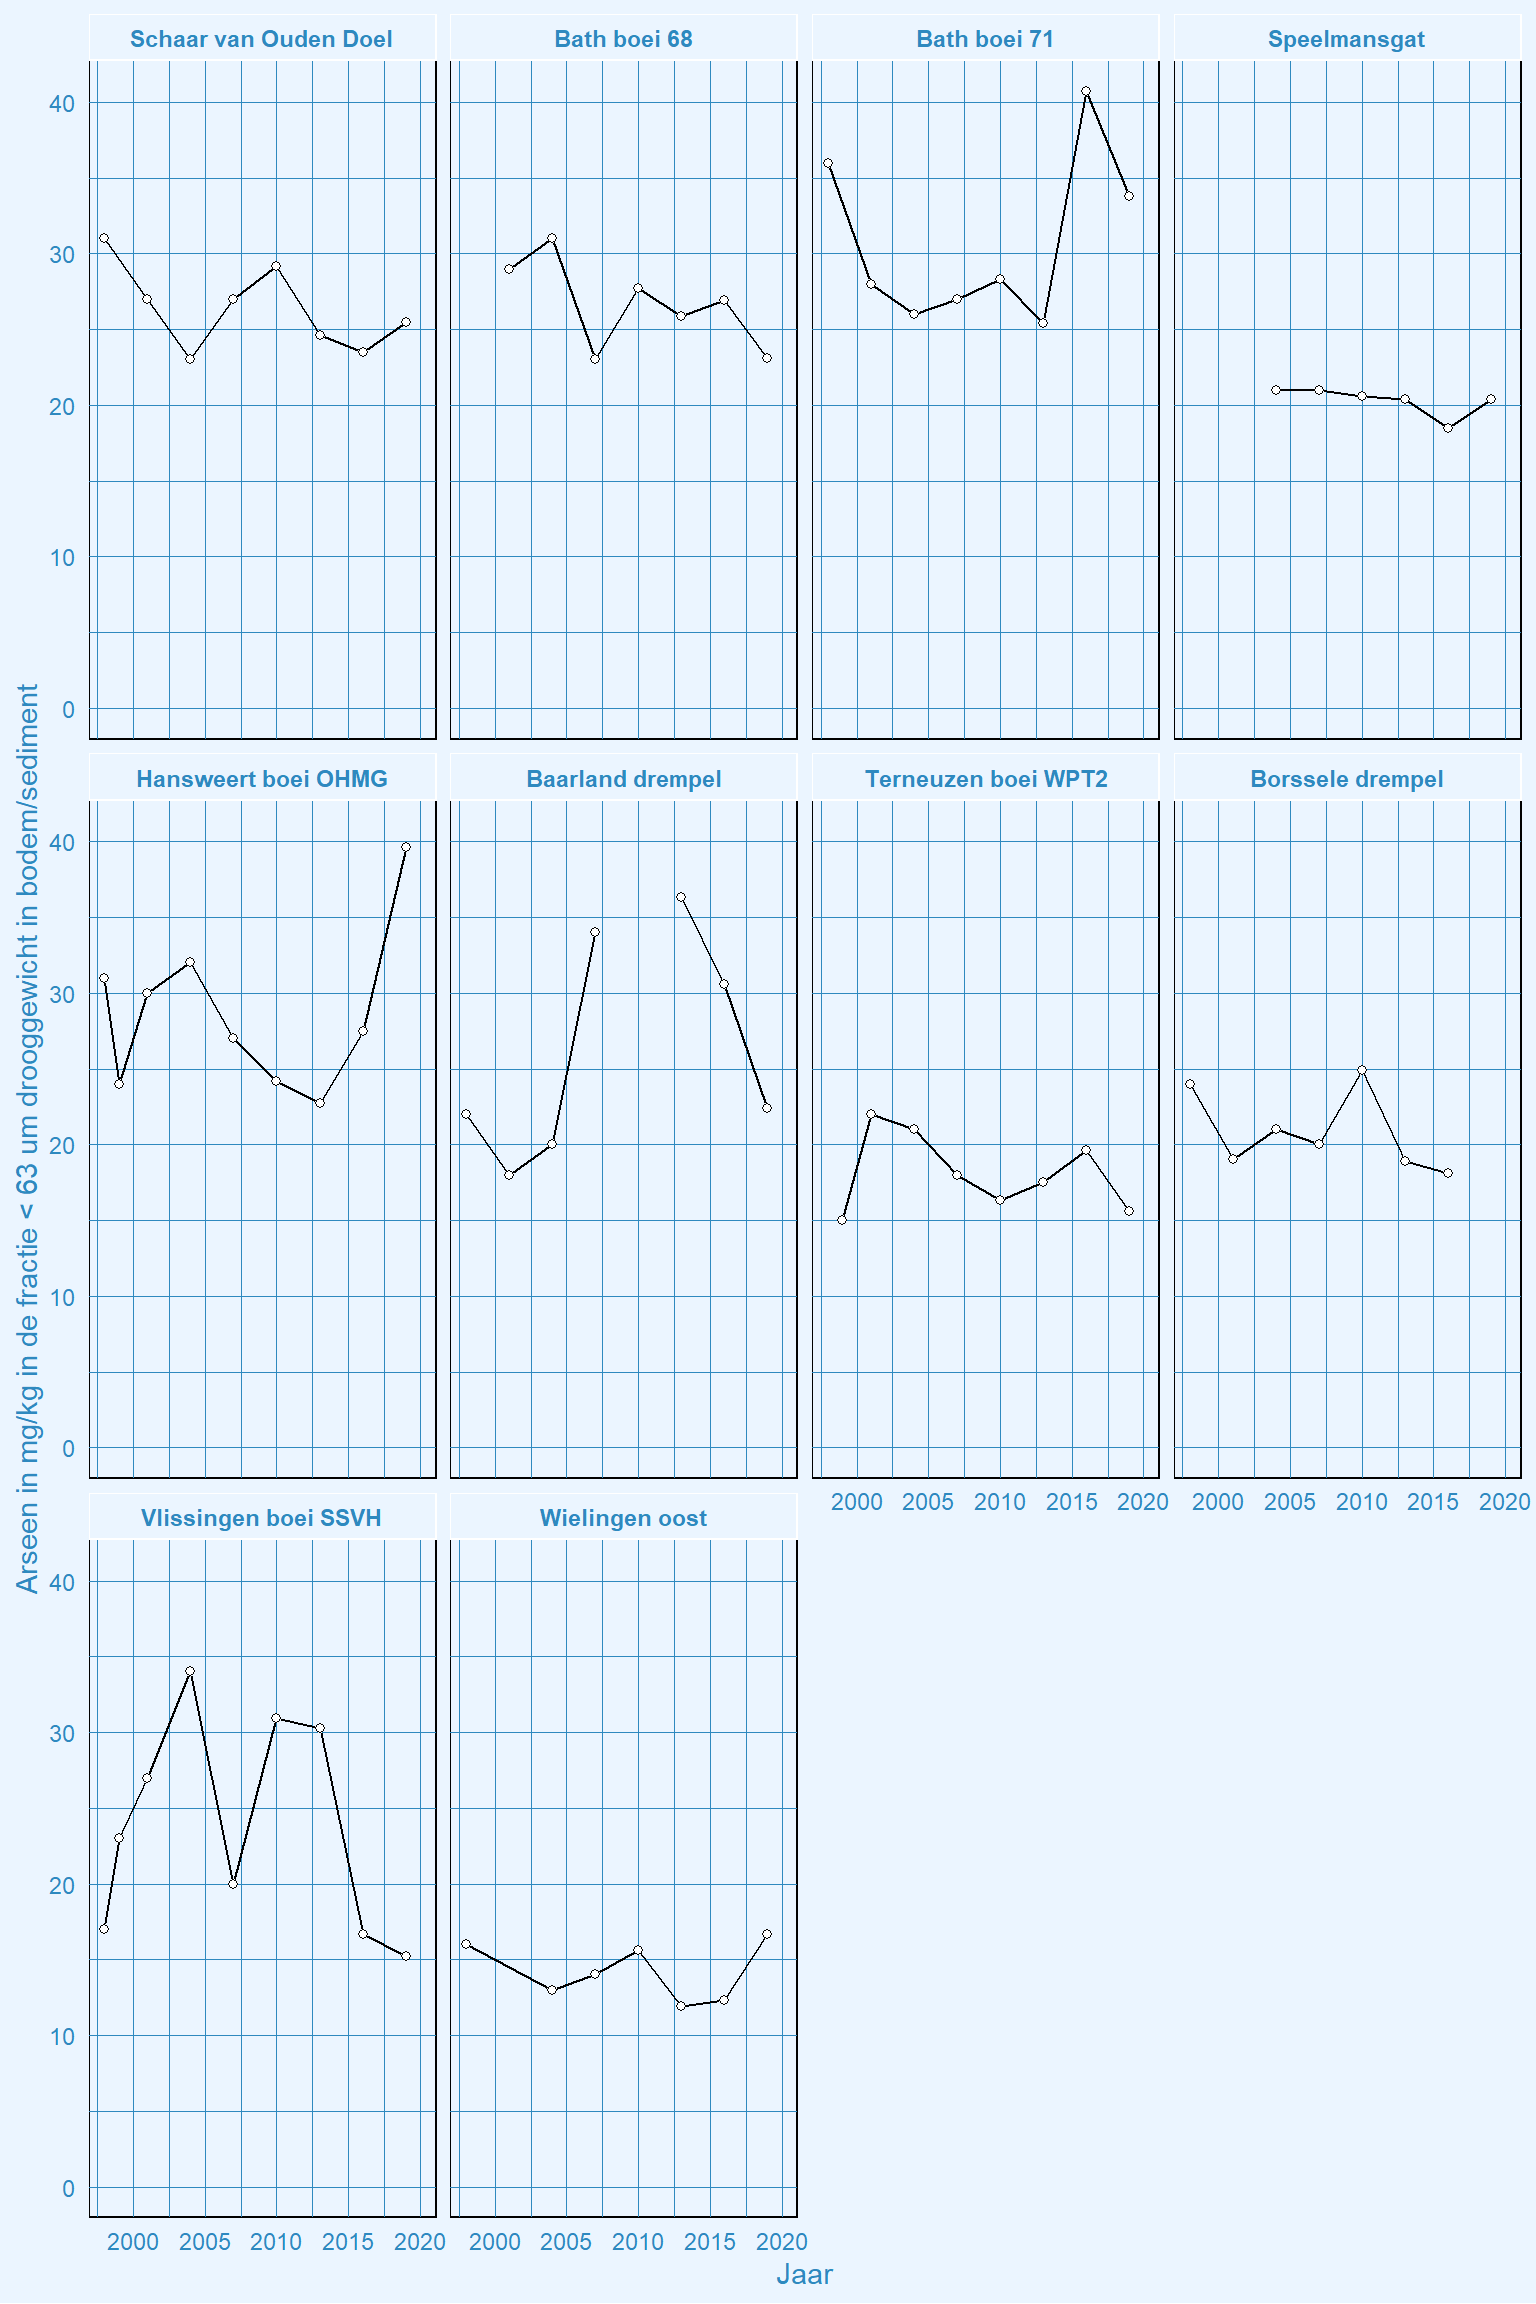 Schaar van Ouden Doel
Bath boei 68
Bath boei 71
Speelmansgat
40
30
20
10
0
Hansweert boei OHMG
Baarland drempel
Terneuzen boei WPT2
Borssele drempel
40
30
20
10
0
2000 2005 2010 2015 2020
2000 2005 2010 2015 2020
Vlissingen boei SSVH
Wielingen oost
40
30
20
10
0
2000 2005 2010 2015 2020
2000 2005 2010 2015 2020
Jaar
Arseen in mg/kg in de fractie < 63 um drooggewicht in bodem/sediment